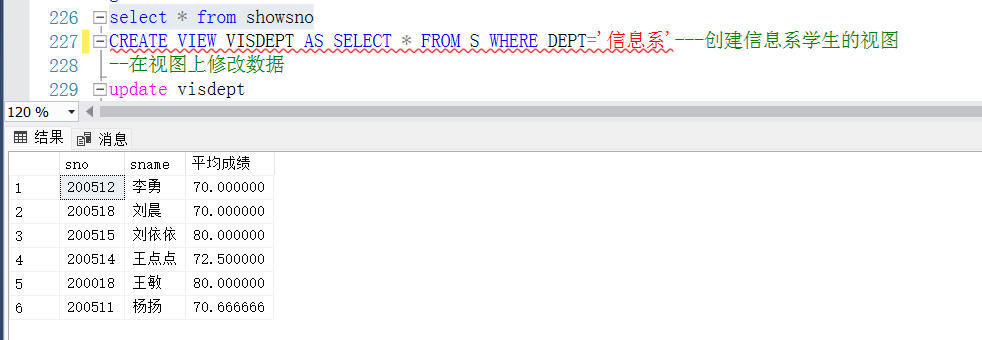 226 select * from showsno
227 CREATE VIEW VISDEPT AS SELECT * FROM S WHERE DEPT='信息系'---创建信息系学生的视图
228 --在视图上修改数据
229 update visdept
120 %
结果 消息
sno sname 平均成绩
1 200512 李勇 70.000000
2 200518 刘晨 70.000000
3 200515 刘依依 80.000000
4 200514 王点点 72.500000
5 200018 王敏 80.000000
6 200511 杨扬 70.666666